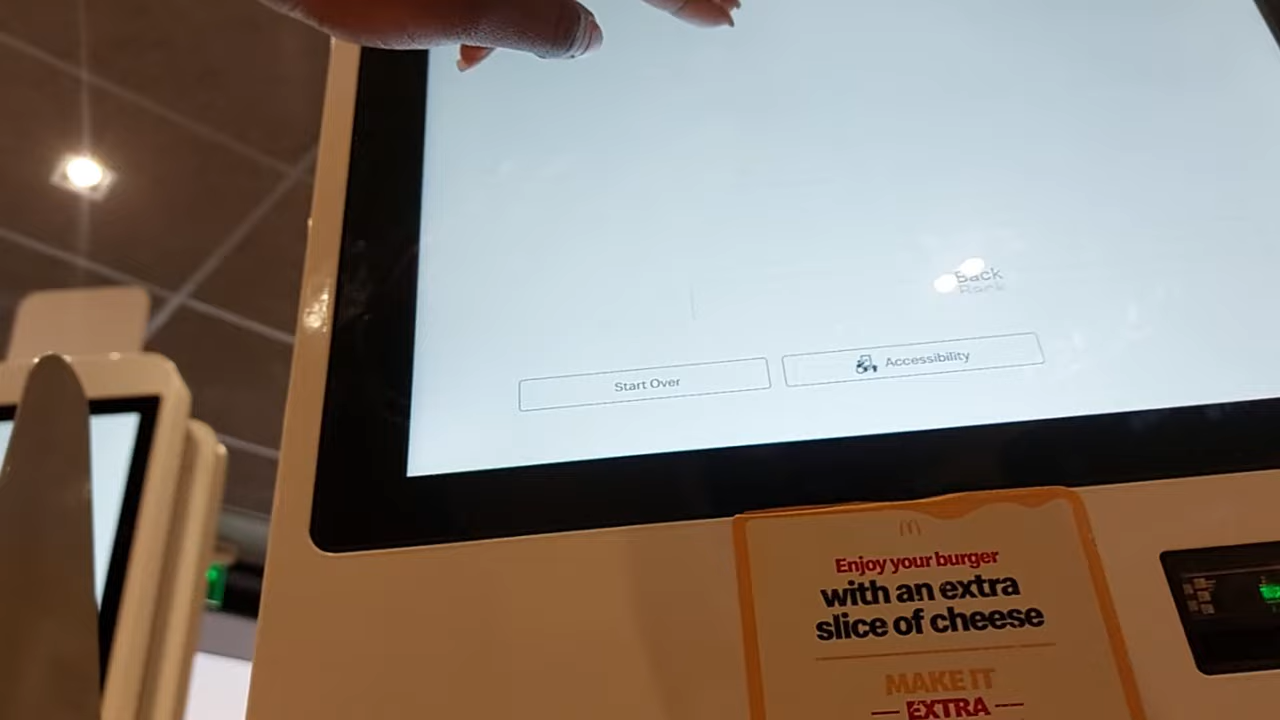 Back
Start Over
Accessibility
Enjoy your burger
with an extra
slice of cheese
MAKE IT
EXTRA